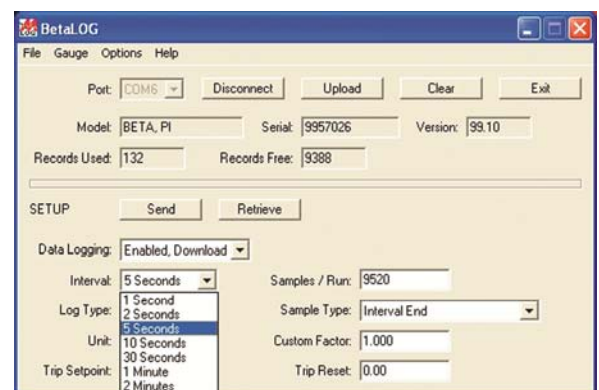 BetaLOG
File Gauge Options Help
Port: COM6 Disconnect Upload Clear Exit
Model: BETA, PI Serial: 9957026 Version: 99.10
Records Used: 132 Records Free: 9388
SETUP Send Retrieve
Data Logging: Enabled, Download
Interval: 5 Seconds Samples / Run: 9520
Log Type: 1 Second Sample Type: Interval End
2 Seconds
5 Seconds
Unit: 10 Seconds Custom Factor: 1.000
30 Seconds
Trip Setpoint: 1 Minute Trip Reset: 0.00
2 Minutes